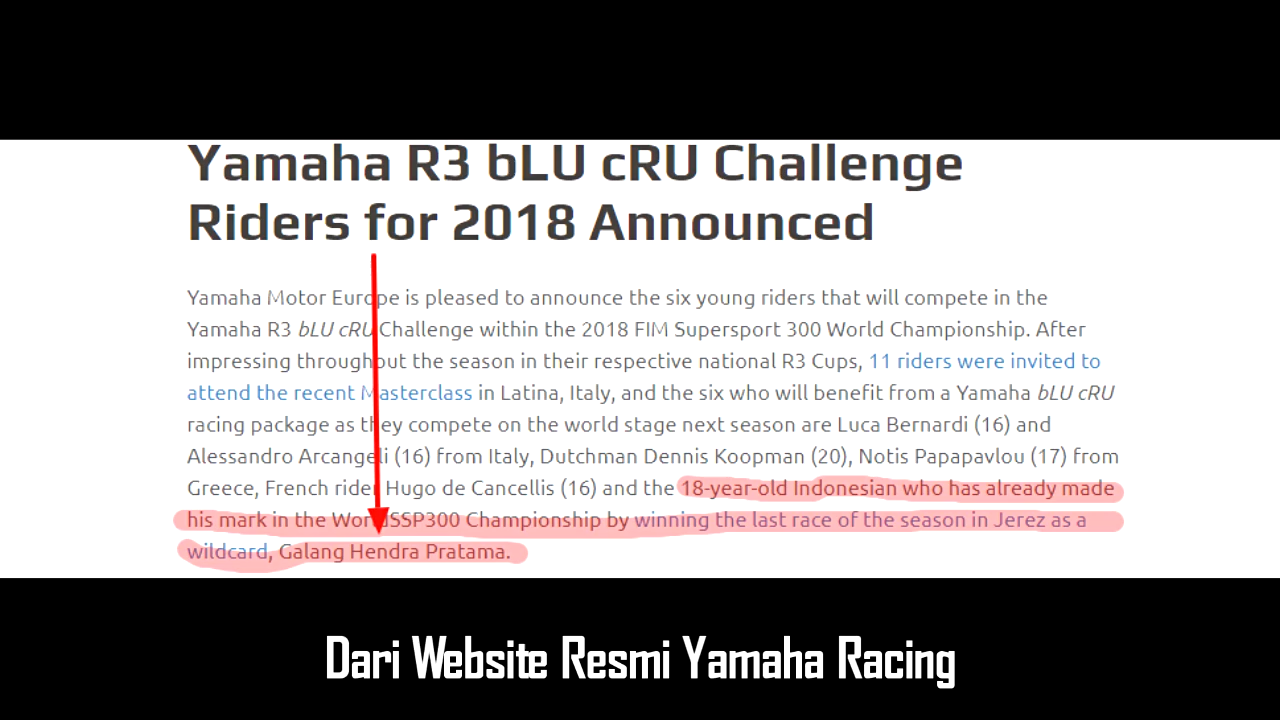 Yamaha R3 bLU cRU Challenge
Riders for 2018 Announced
Yamaha Motor Europe is pleased to announce the six young riders that will compete in the
Yamaha R3 bLU cRU Challenge within the 2018 FIM Supersport 300 World Championship. After
impressing throughout the season in their respective national R3 Cups, 11 riders were invited to
attend the recent Masterclass in Latina, Italy, and the six who will benefit from a Yamaha bLU cRU
racing package as they compete on the world stage next season are Luca Bernardi (16) and
Alessandro Arcangeli (16) from Italy, Dutchman Dennis Koopman (20), Notis Papapavlou (17) from
Greece, French rider Hugo de Cancellis (16) and the 18-year-old Indonesian who has already made
his mark in the WorldSSP300 Championship by winning the last race of the season in Jerez as a
wildcard, Galang Hendra Pratama.
Dari Website Resmi Yamaha Racing